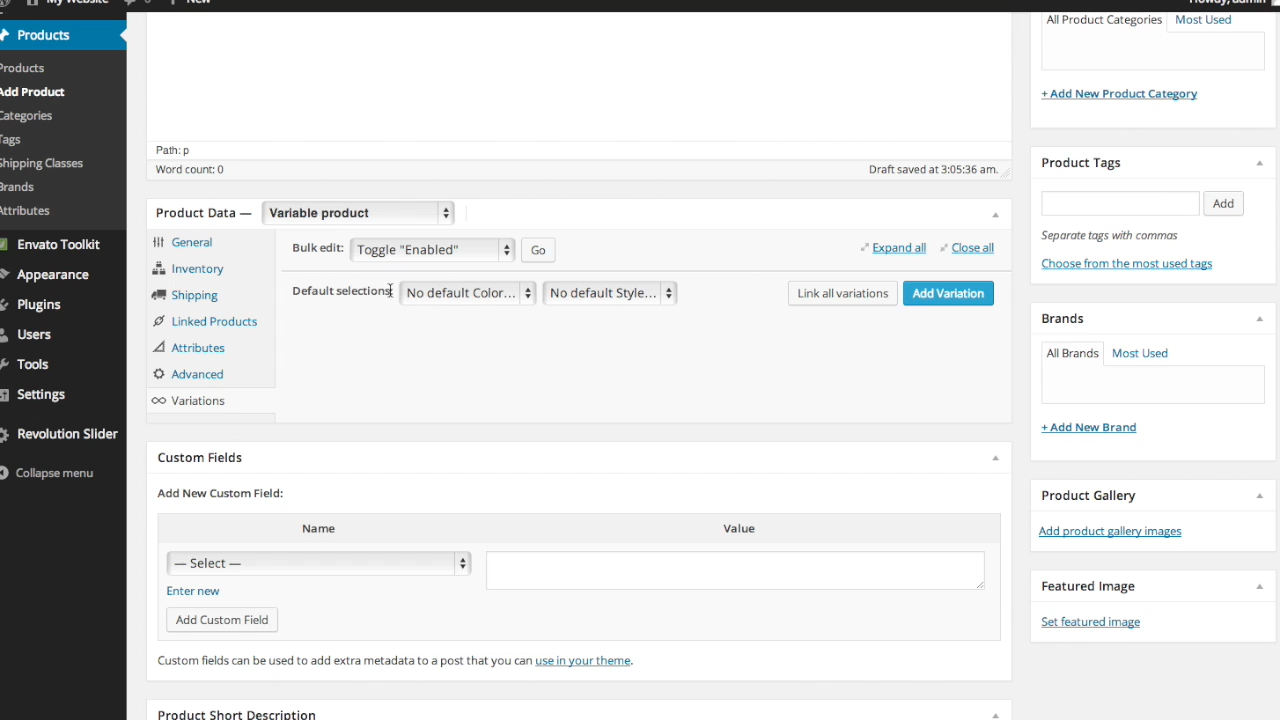 My Website
New
Howdy, admin
Products
Products
Add Product
Categories
Tags
Shipping Classes
Brands
Attributes
Envato Toolkit
Appearance
Plugins
Users
Tools
Settings
Revolution Slider
Collapse menu
Path: p
Word count: 0
Draft saved at 3:05:36 am.
Product Data —
Variable product
General
Inventory
Shipping
Linked Products
Attributes
Advanced
Variations
Bulk edit:
Toggle "Enabled"
Go
Expand all
Close all
Default selections:
No default Color...
No default Style...
Link all variations
Add Variation
Custom Fields
Add New Custom Field:
Name
Value
— Select —
Enter new
Add Custom Field
Custom fields can be used to add extra metadata to a post that you can use in your theme.
Product Short Description
All Product Categories
Most Used
+ Add New Product Category
Product Tags
Add
Separate tags with commas
Choose from the most used tags
Brands
All Brands
Most Used
+ Add New Brand
Product Gallery
Add product gallery images
Featured Image
Set featured image